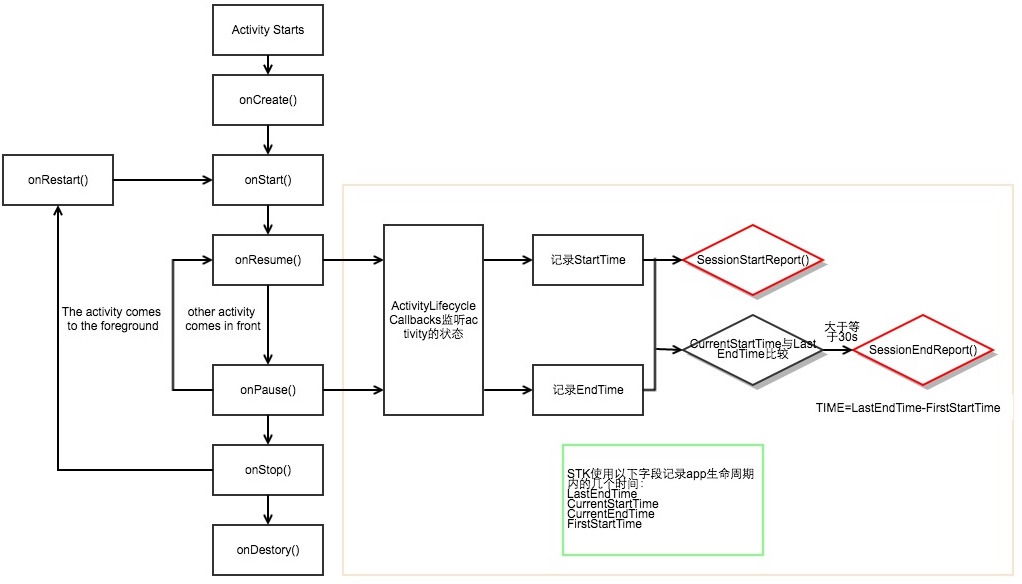 Activity Starts
onCreate()
onRestart()
onStart()
onResume()
The activity comes
to the foreground
other activity
comes in front
onPause()
onStop()
onDestory()
ActivityLifecycle
Callbacks监听ac
tivity的状态
记录StartTime
SessionStartReport()
CurrentStartTime与Last
EndTime比较
大于等
于30s
SessionEndReport()
记录EndTime
TIME=LastEndTime-FirstStartTime
STK使用以下字段记录app生命周期
内的几个时间:
LastEndTime
CurrentStartTime
CurrentEndTime
FirstStartTime